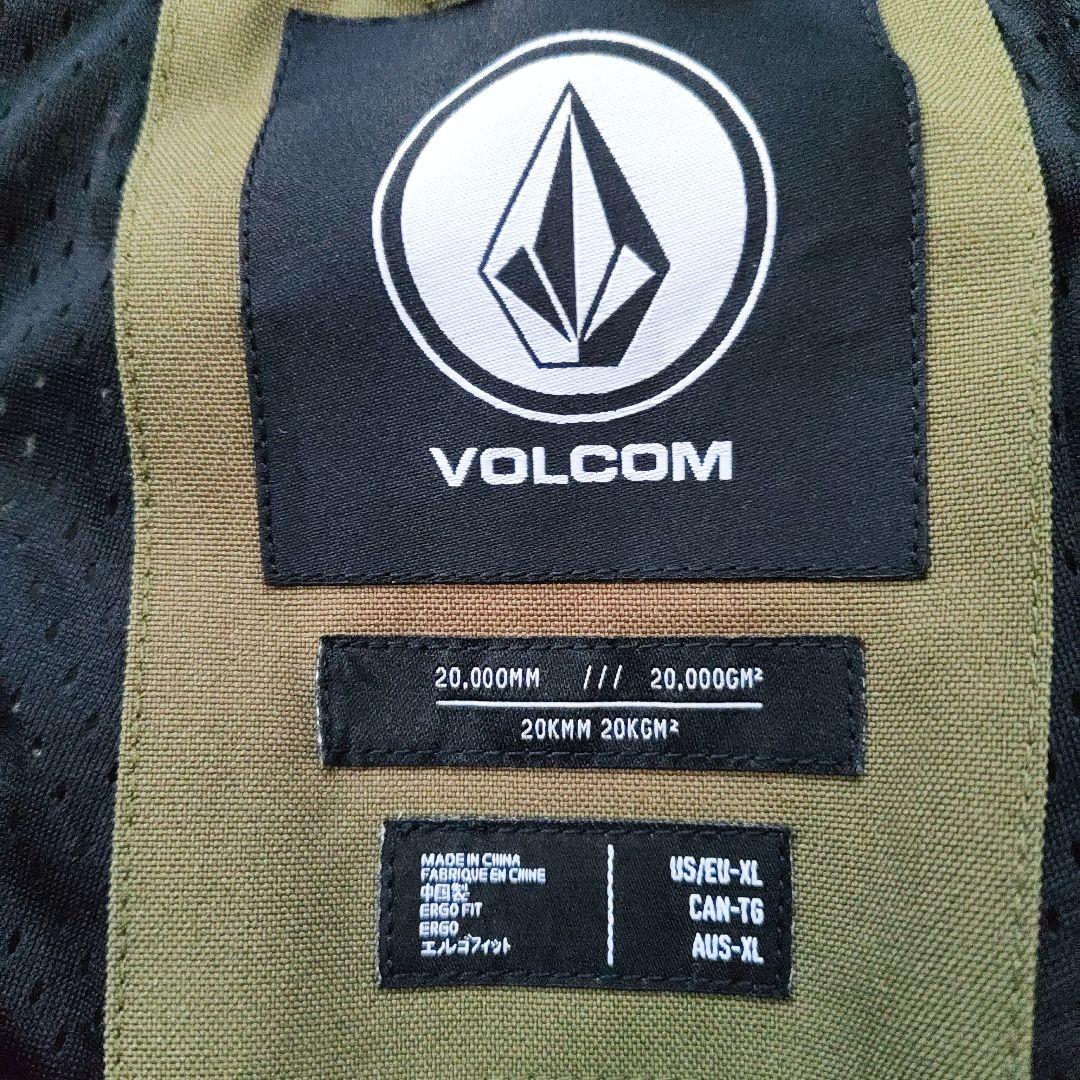 VOLCOM
20,000MM /// 20,000GM²
20KMM 20KGM²
MADE IN CHINA
FABRIQUE EN CHINE
中国製
ERGO FIT
ERGO
エルゴフィット
US/EU-XL
CAN-TG
AUS-XL